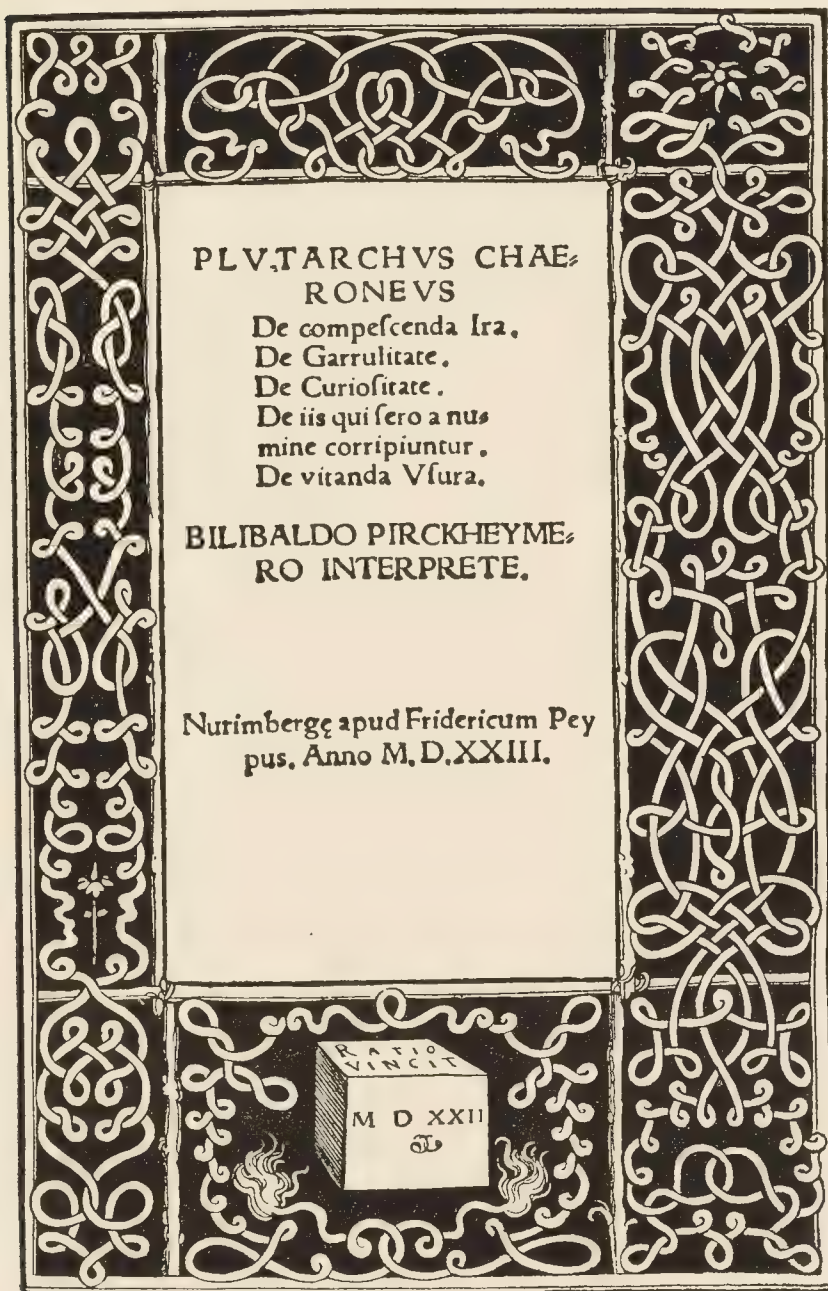 PLV,TARCHVS CHAE⸗
RONEVS
De compeſcenda Ira.
De Garrulitate.
De Curioſitate.
De iis qui ſero a nu⸗
mine corripiuntur.
De vitanda Vſura.
BILIBALDO PIRCKHEYME⸗
RO INTERPRETE.
Nurimbergę apud Fridericum Pey
pus. Anno M.D.XXIII.
RATIO
VINCIT
M D XXII